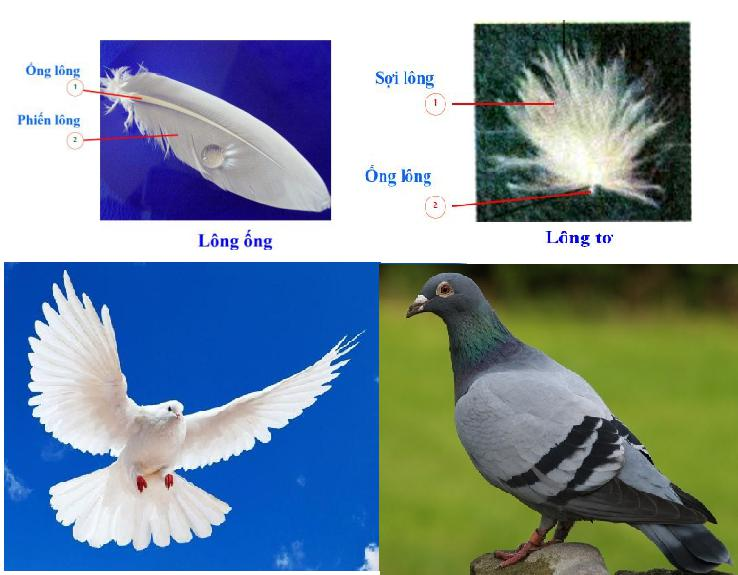 Ống lông
1
Phiến lông
2
Lông ống
Sợi lông
1
Ống lông
2
Lông tơ